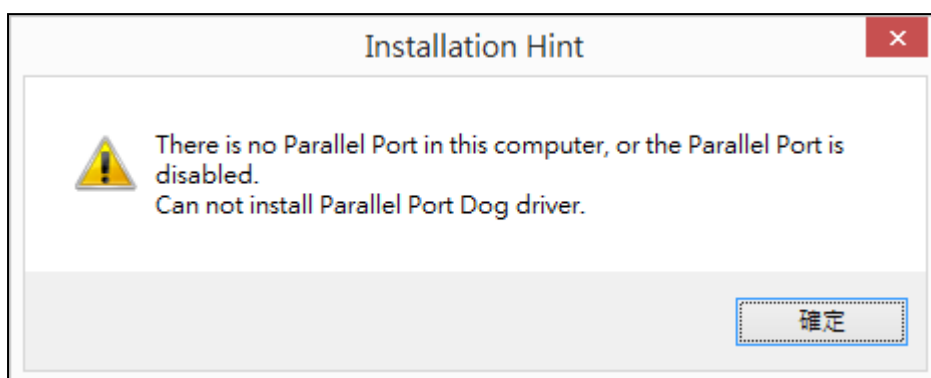 Installation Hint
There is no Parallel Port in this computer, or the Parallel Port is
disabled.
Can not install Parallel Port Dog driver.
確定